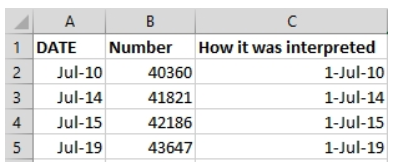 A B C
1 DATE Number How it was interpreted
2 Jul-10 40360 1-Jul-10
3 Jul-14 41821 1-Jul-14
4 Jul-15 42186 1-Jul-15
5 Jul-19 43647 1-Jul-19